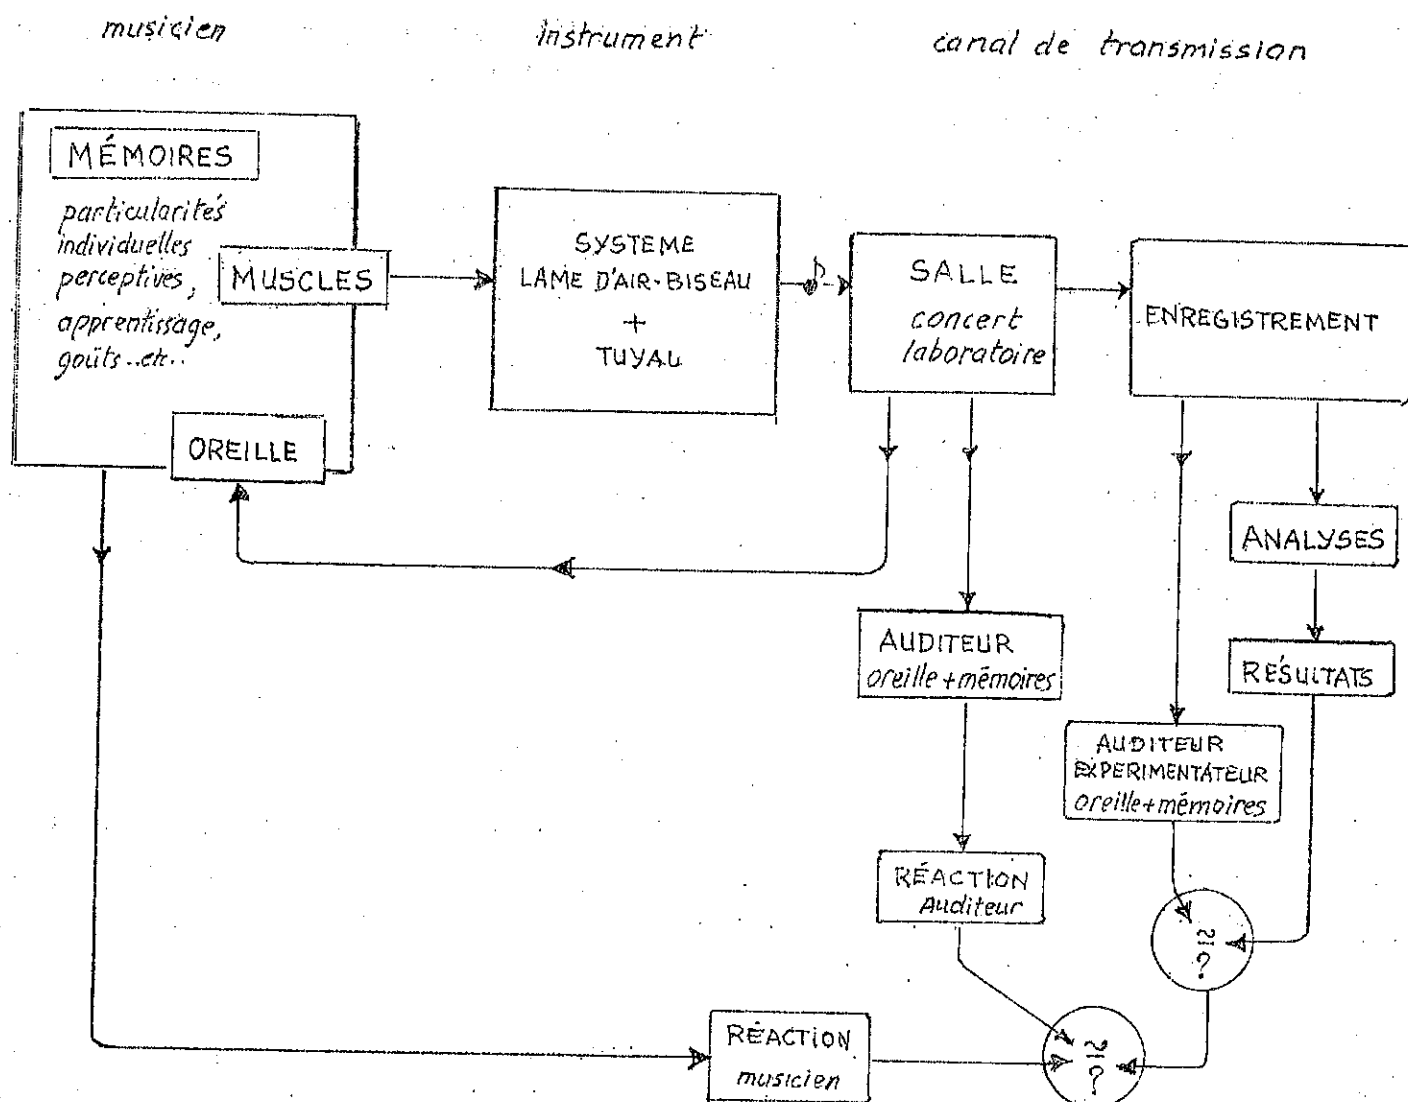 musicien
instrument
canal de transmission
MÉMOIRES
particularités
individuelles
perceptives,
apprentissage,
goûts..etc..
MUSCLES
OREILLE
SYSTEME
LAME D'AIR-BISEAU
+
TUYAU
SALLE
concert
laboratoire
ENREGISTREMENT
ANALYSES
RÉSULTATS
AUDITEUR
oreille+mémoires
AUDITEUR
EXPERIMENTATEUR
oreille+mémoires
RÉACTION
Auditeur
RÉACTION
musicien
≅
?
≅
?